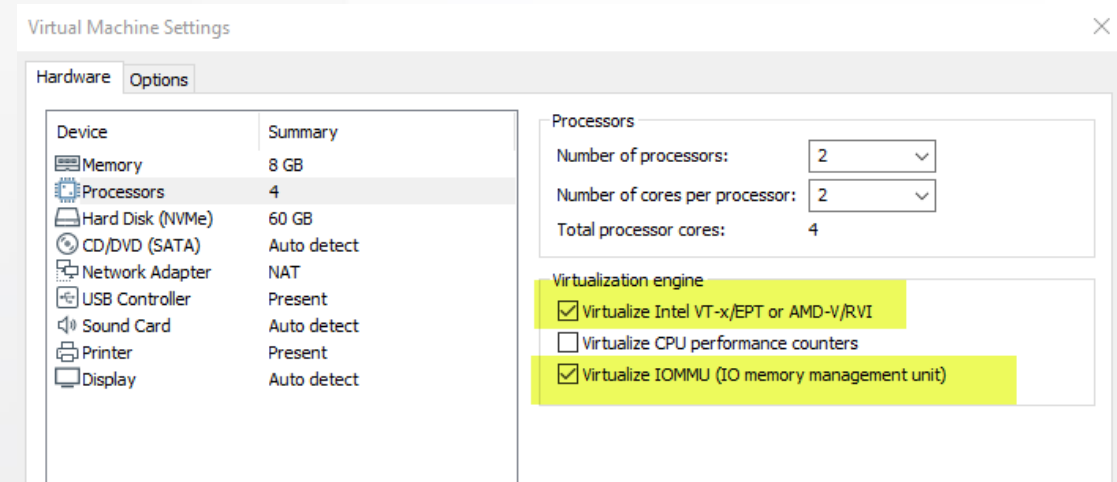 Virtual Machine Settings
Hardware Options
Device Summary
Memory 8 GB
Processors 4
Hard Disk (NVMe) 60 GB
CD/DVD (SATA) Auto detect
Network Adapter NAT
USB Controller Present
Sound Card Auto detect
Printer Present
Display Auto detect
Processors
Number of processors: 2
Number of cores per processor: 2
Total processor cores: 4
Virtualization engine
Virtualize Intel VT-x/EPT or AMD-V/RVI
Virtualize CPU performance counters
Virtualize IOMMU (IO memory management unit)